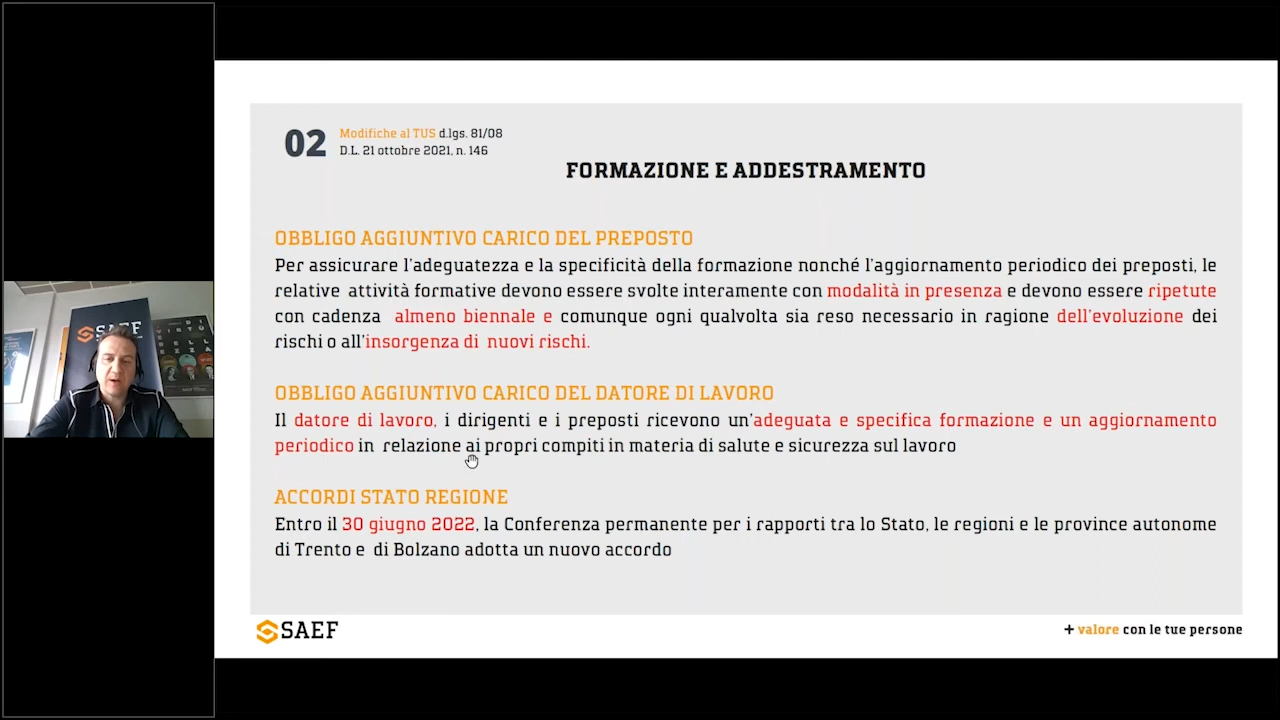 02
Modifiche al TUS d.lgs. 81/08
D.L. 21 ottobre 2021, n. 146
FORMAZIONE E ADDESTRAMENTO
OBBLIGO AGGIUNTIVO CARICO DEL PREPOSTO
Per assicurare l'adeguatezza e la specificità della formazione nonché l'aggiornamento periodico dei preposti, le
relative attività formative devono essere svolte interamente con modalità in presenza e devono essere ripetute
con cadenza almeno biennale e comunque ogni qualvolta sia reso necessario in ragione dell'evoluzione dei
rischi o all'insorgenza di nuovi rischi.
OBBLIGO AGGIUNTIVO CARICO DEL DATORE DI LAVORO
Il datore di lavoro, i dirigenti e i preposti ricevono un'adeguata e specifica formazione e un aggiornamento
periodico in relazione ai propri compiti in materia di salute e sicurezza sul lavoro
ACCORDI STATO REGIONE
Entro il 30 giugno 2022, la Conferenza permanente per i rapporti tra lo Stato, le regioni e le province autonome
di Trento e di Bolzano adotta un nuovo accordo
SAEF
+ valore con le tue persone
SAEF